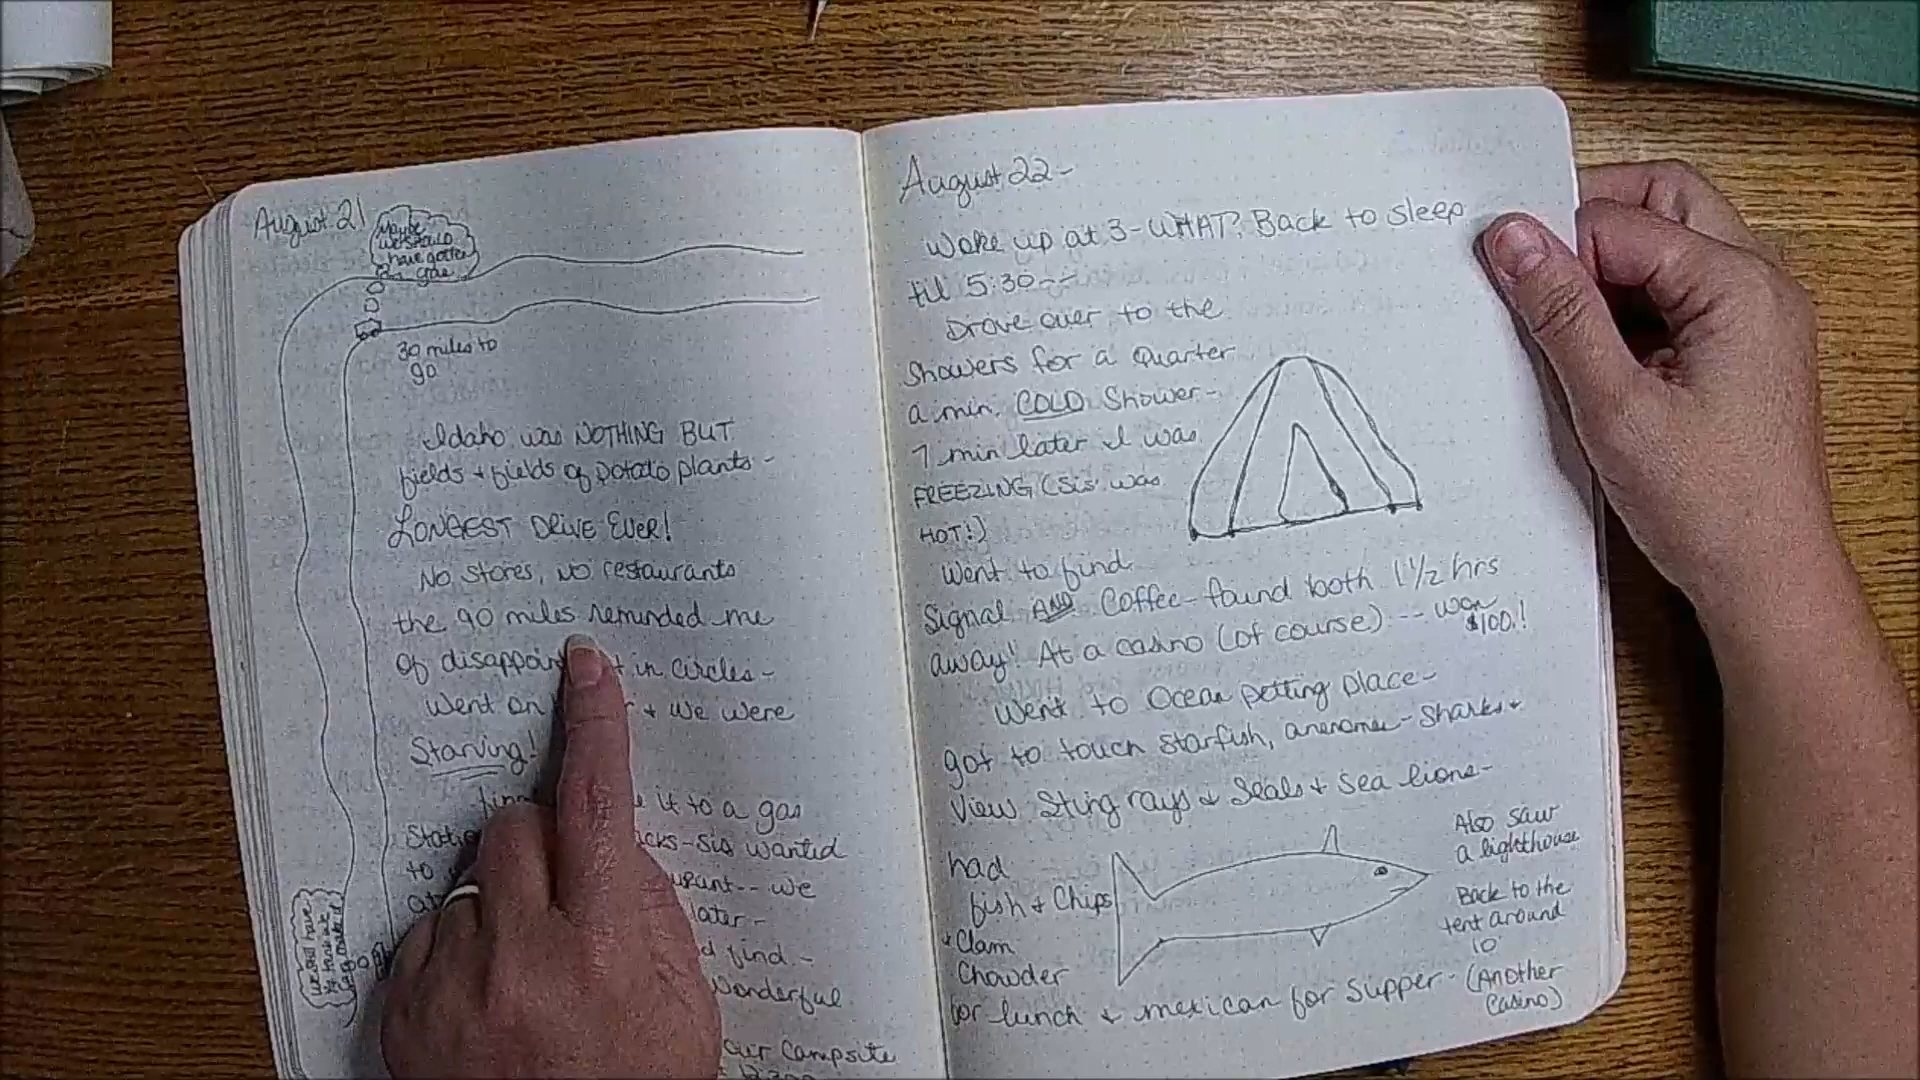 August 21
Maybe
we should
have gotten
gas
30 miles to
go
Idaho was NOTHING BUT
fields + fields of potato plants -
LONGEST DRIVE EVER!
No stores, no restaurants
the 90 miles reminded me
of in circles -
Went on + we were
Starving!
it to a gas
Sis wanted
to we
later -
find -
Wonderful
our Campsite
August 22 -
Woke up at 3 - WHAT? Back to sleep
til 5:30 --
Drove over to the
Showers for a Quarter
a min. COLD Shower -
7 min later I was
FREEZING (Sis was
HOT!)
Went to find
Signal AND Coffee - found both 1 1/2 hrs
away! At a casino (of course) -- won
$100.!
Went to Ocean petting place -
got to touch starfish, anenome - Sharks +
View Sting rays + Seals + Sea lions -
had
fish + Chips
+ Clam
Chowder
for lunch + mexican for Supper - (Another
Casino)
Also saw
a lighthouse
Back to the
tent around
10